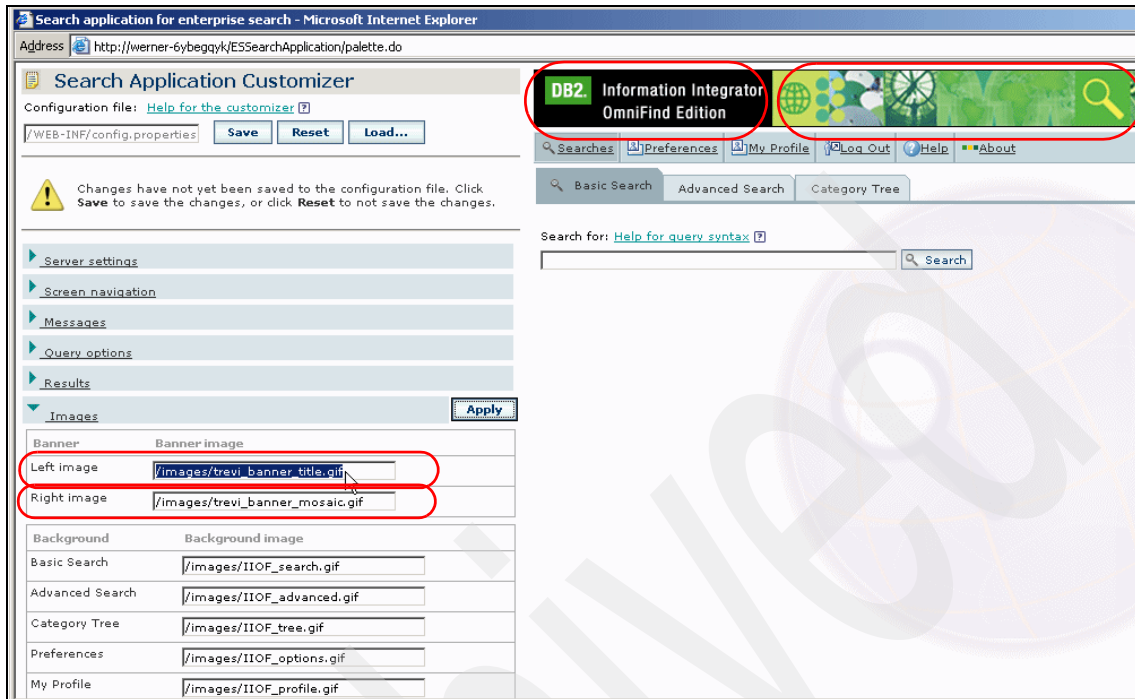 Search application for enterprise search - Microsoft Internet Explorer
Address http://werner-6ybegqyk/ESSearchApplication/palette.do
Search Application Customizer
Configuration file: Help for the customizer ?
/WEB-INF/config.properties Save Reset Load...
Changes have not yet been saved to the configuration file. Click
Save to save the changes, or click Reset to not save the changes.
Server settings
Screen navigation
Messages
Query options
Results
Images Apply
Banner Banner image
Left image /images/trevi_banner_title.gif
Right image /images/trevi_banner_mosaic.gif
Background Background image
Basic Search /images/IIOF_search.gif
Advanced Search /images/IIOF_advanced.gif
Category Tree /images/IIOF_tree.gif
Preferences /images/IIOF_options.gif
My Profile /images/IIOF_profile.gif
DB2. Information Integrator
OmniFind Edition
Searches Preferences My Profile Log Out Help About
Basic Search Advanced Search Category Tree
Search for: Help for query syntax ?
Search